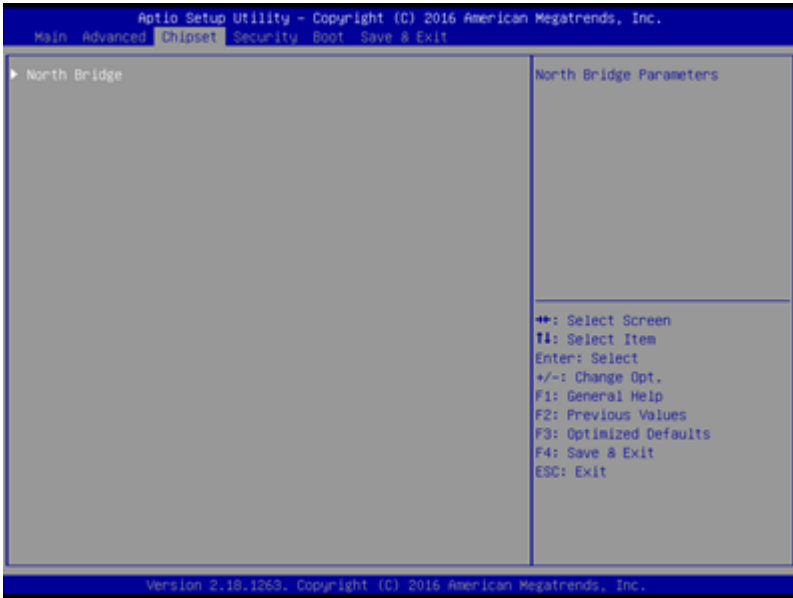 Aptio Setup Utility – Copyright (C) 2016 American Megatrends, Inc.
Main Advanced Chipset Security Boot Save & Exit
▶ North Bridge
North Bridge Parameters
→←: Select Screen
↑↓: Select Item
Enter: Select
+/-: Change Opt.
F1: General Help
F2: Previous Values
F3: Optimized Defaults
F4: Save & Exit
ESC: Exit
Version 2.18.1263. Copyright (C) 2016 American Megatrends, Inc.